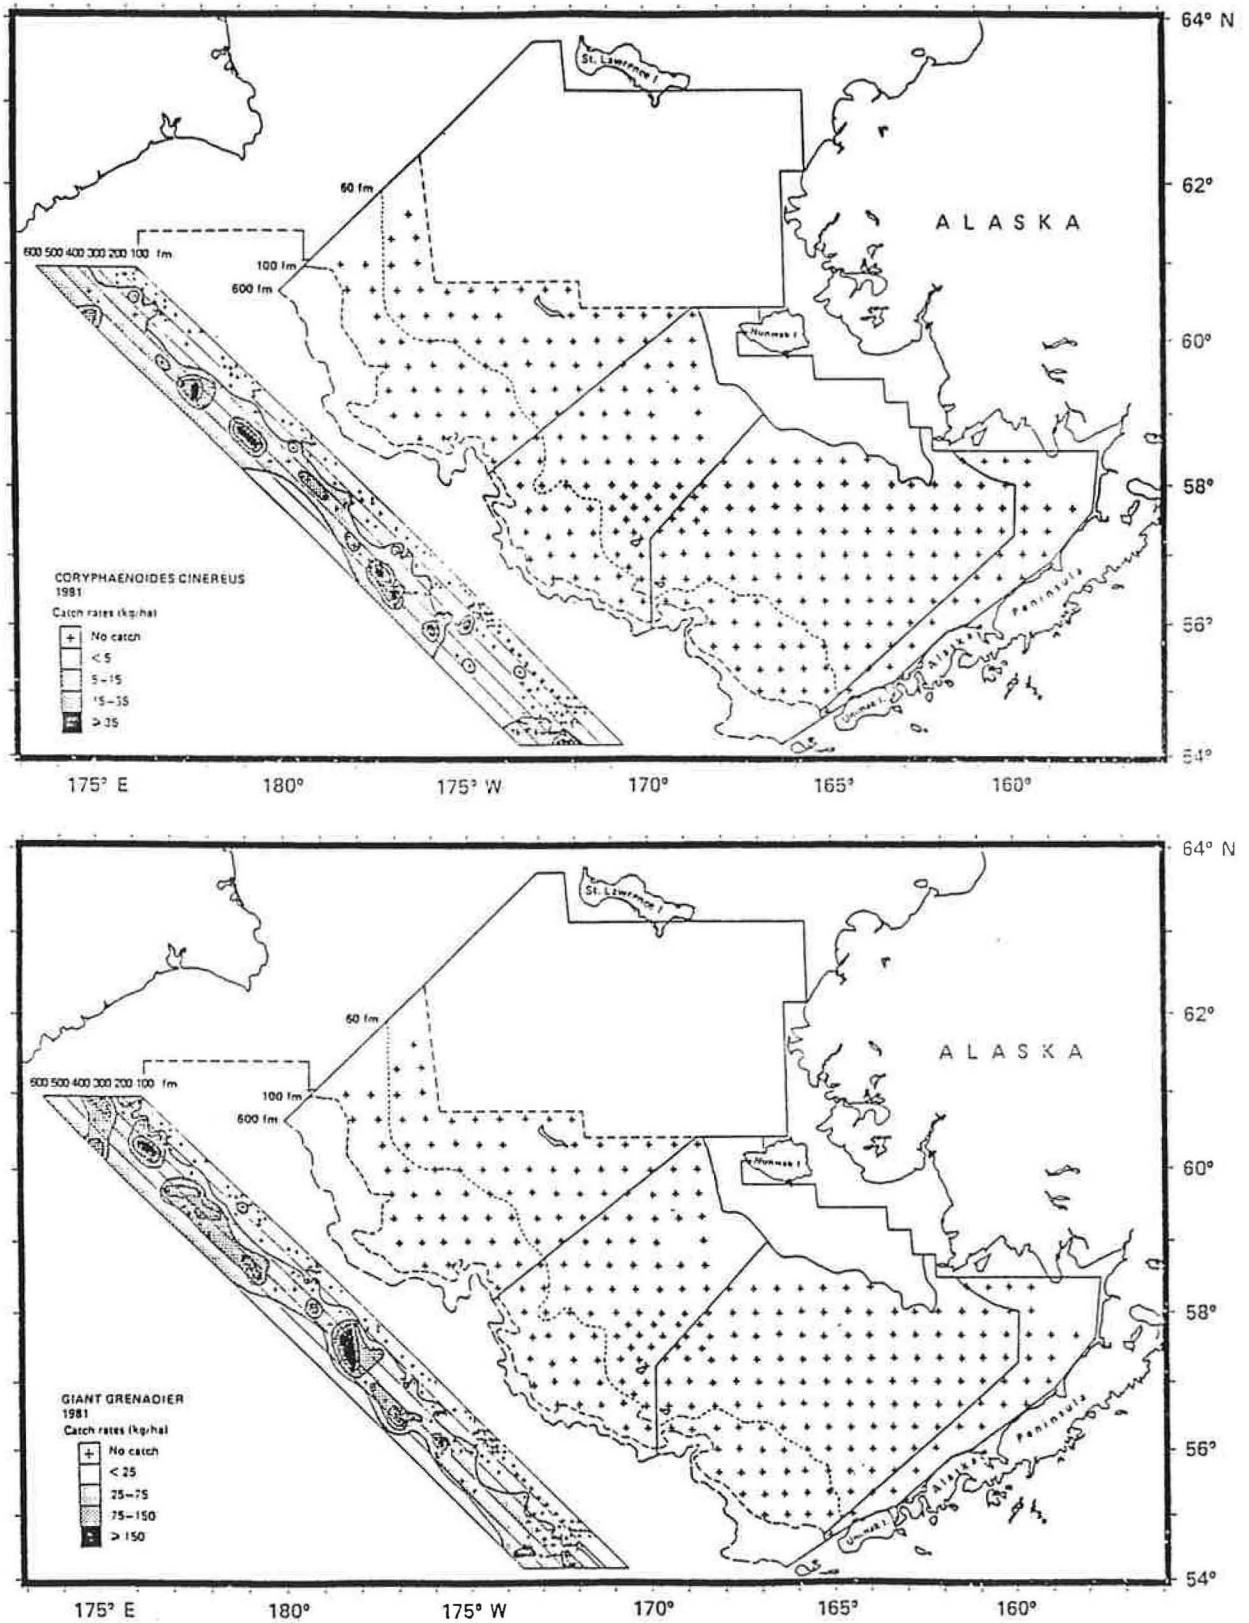 64° N
St. Lawrence I.
62°
60 fm
ALASKA
600 500 400 300 200 100 fm
100 fm
600 fm
Nunivak I.
60°
58°
CORYPHAENOIDES CINEREUS
1981
Catch rates (kg/ha)
+ No catch
< 5
5-15
15-35
≥ 35
Alaska Peninsula
56°
Unimak I.
54°
175° E 180° 175° W 170° 165° 160°
64° N
St. Lawrence I.
62°
60 fm
ALASKA
600 500 400 300 200 100 fm
100 fm
600 fm
Nunivak I.
60°
58°
GIANT GRENADIER
1981
Catch rates (kg/ha)
+ No catch
< 25
25-75
75-150
≥ 150
Alaska Peninsula
56°
Unimak I.
54°
175° E 180° 175° W 170° 165° 160°